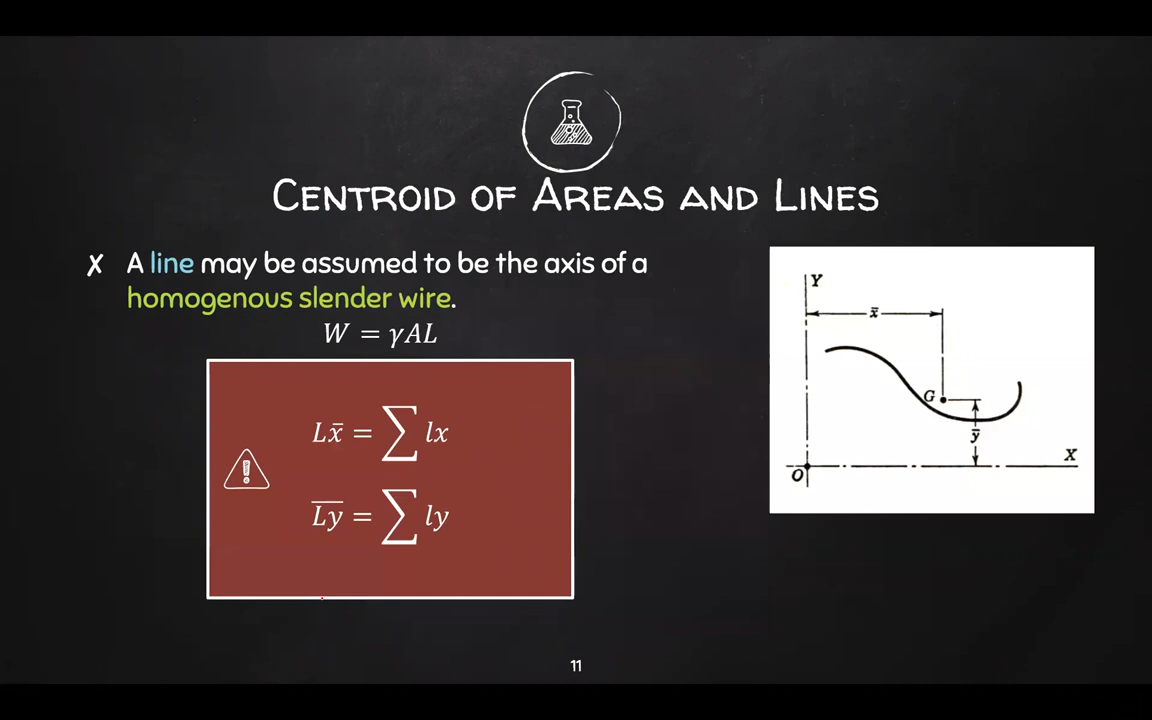 CENTROID OF AREAS AND LINES
✗ A line may be assumed to be the axis of a
homogenous slender wire.
W = γAL
Lx̄ = ∑ lx
L̅y̅ = ∑ ly
Y
x̄
G
ȳ
X
O
11